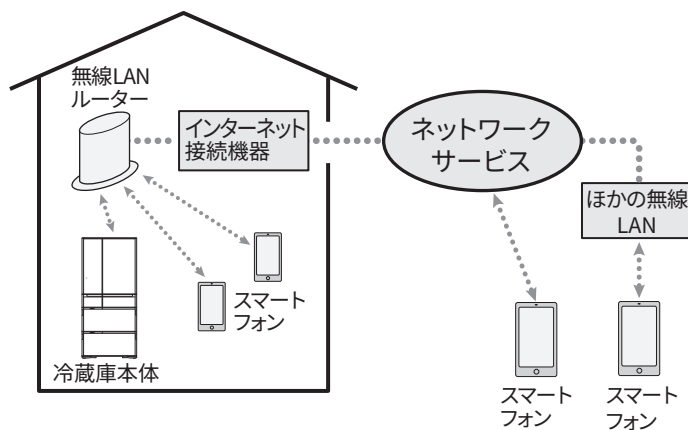 無線LAN
ルーター
インターネット
接続機器
ネットワーク
サービス
ほかの無線
LAN
スマート
フォン
冷蔵庫本体
スマート
フォン
スマート
フォン